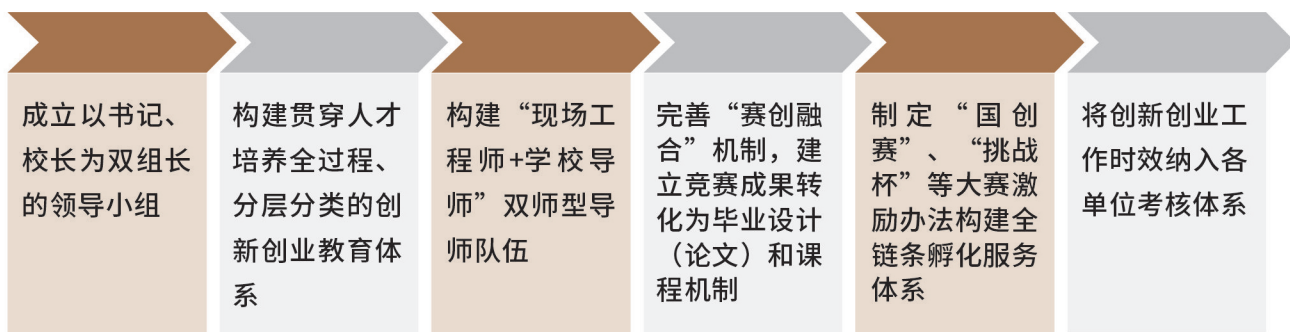 成立以书记、
校长为双组长
的领导小组
构建贯穿人才
培养全过程、
分层分类的创
新创业教育体
系
构建“现场工
程师+学校导
师”双师型导
师队伍
完善“赛创融
合”机制，建
立竞赛成果转
化为毕业设计
（论文）和课
程机制
制定“国创
赛”、“挑战
杯”等大赛激
励办法构建全
链条孵化服务
体系
将创新创业工
作时效纳入各
单位考核体系